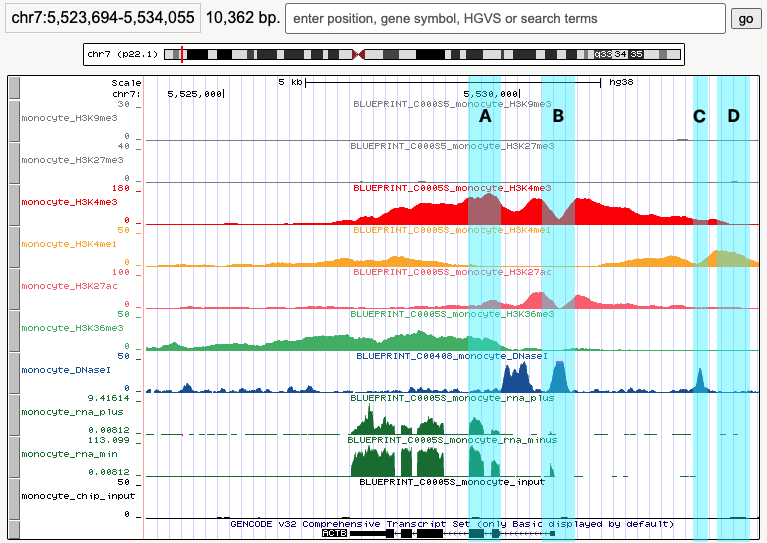 chr7:5,523,694-5,534,055 10,362 bp. enter position, gene symbol, HGVS or search terms go
chr7 (p22.1) q33 34 35
Scale 5 kb hg38
chr7: 5,525,000 5,530,000
A B C D
30 BLUEPRINT_C000S5_monocyte_H3K9me3
monocyte_H3K9me3
0
40 BLUEPRINT_C000S5_monocyte_H3K27me3
monocyte_H3K27me3
0
180 BLUEPRINT_C0005S_monocyte_H3K4me3
monocyte_H3K4me3
0
50 BLUEPRINT_C0005S_monocyte_H3K4me1
monocyte_H3K4me1
0
100 BLUEPRINT_C0005S_monocyte_H3K27ac
monocyte_H3K27ac
0
50 BLUEPRINT_C0005S_monocyte_H3K36me3
monocyte_H3K36me3
0
50 BLUEPRINT_C00408_monocyte_DNaseI
monocyte_DNaseI
0
9.41614 BLUEPRINT_C0005S_monocyte_rna_plus
monocyte_rna_plus
0.00812
113.099 BLUEPRINT_C0005S_monocyte_rna_minus
monocyte_rna_min
0.00812
50 BLUEPRINT_C0005S_monocyte_input
monocyte_chip_input
0
GENCODE v32 Comprehensive Transcript Set (only Basic displayed by default)
ACTB